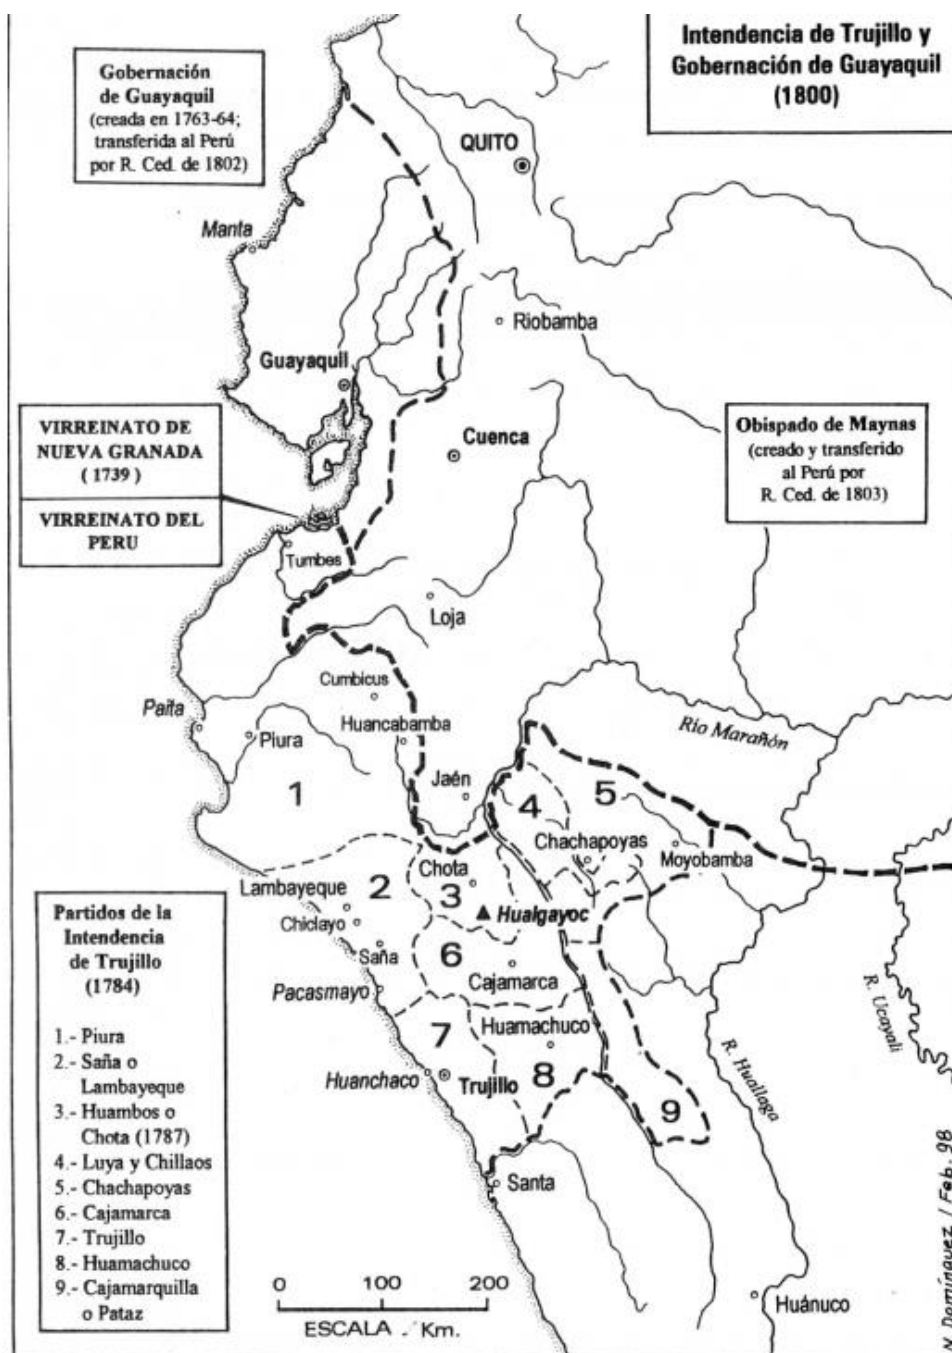 Intendencia de Trujillo y
Gobernación de Guayaquil
(1800)
Gobernación
de Guayaquil
(creada en 1763-64;
transferida al Perú
por R. Ced. de 1802)
QUITO
Manta
Riobamba
Guayaquil
VIRREINATO DE
NUEVA GRANADA
( 1739 )
VIRREINATO DEL
PERU
Cuenca
Obispado de Maynas
(creado y transferido
al Perú por
R. Ced. de 1803)
Tumbes
Loja
Cumbicus
Paita
Huancabamba
Piura
Río Marañón
Jaén
1
4
5
Chachapoyas
Moyobamba
Chota
Lambayeque
2
3
Hualgayoc
Chiclayo
Saña
6
Cajamarca
Pacasmayo
7
Huamachuco
R. Ucayali
R. Huallaga
Huanchaco
Trujillo
8
9
Santa
Partidos de la
Intendencia
de Trujillo
(1784)
1.- Piura
2.- Saña o
Lambayeque
3.- Huambos o
Chota (1787)
4.- Luya y Chillaos
5.- Chachapoyas
6.- Cajamarca
7.- Trujillo
8.- Huamachuco
9.- Cajamarquilla
o Pataz
0 100 200
ESCALA / Km.
Huánuco
N. Domínguez / Feb. 98